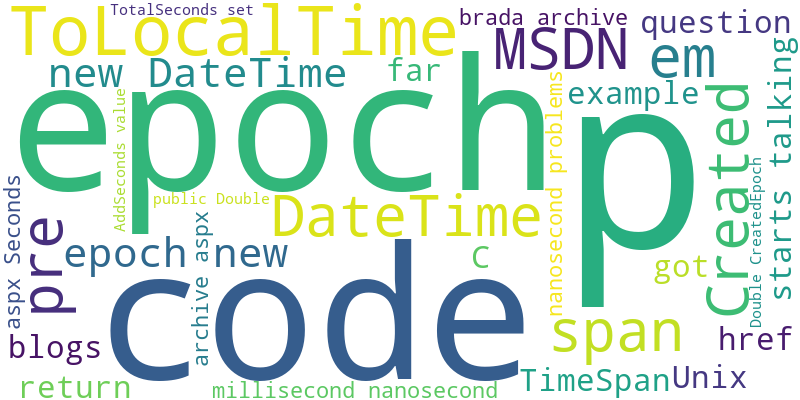 TotalSeconds set
ToLocalTime
brada archive
question
MSDN
em
new DateTime
far
example
epoch
p
code
Created
starts talking
nanosecond problems
AddSeconds value
public Double
DateTime
pre
aspx Seconds
epoch new
archive aspx
C
got
Double CreatedEpoch
span
href
blogs
TimeSpan
Unix
return
millisecond nanosecond